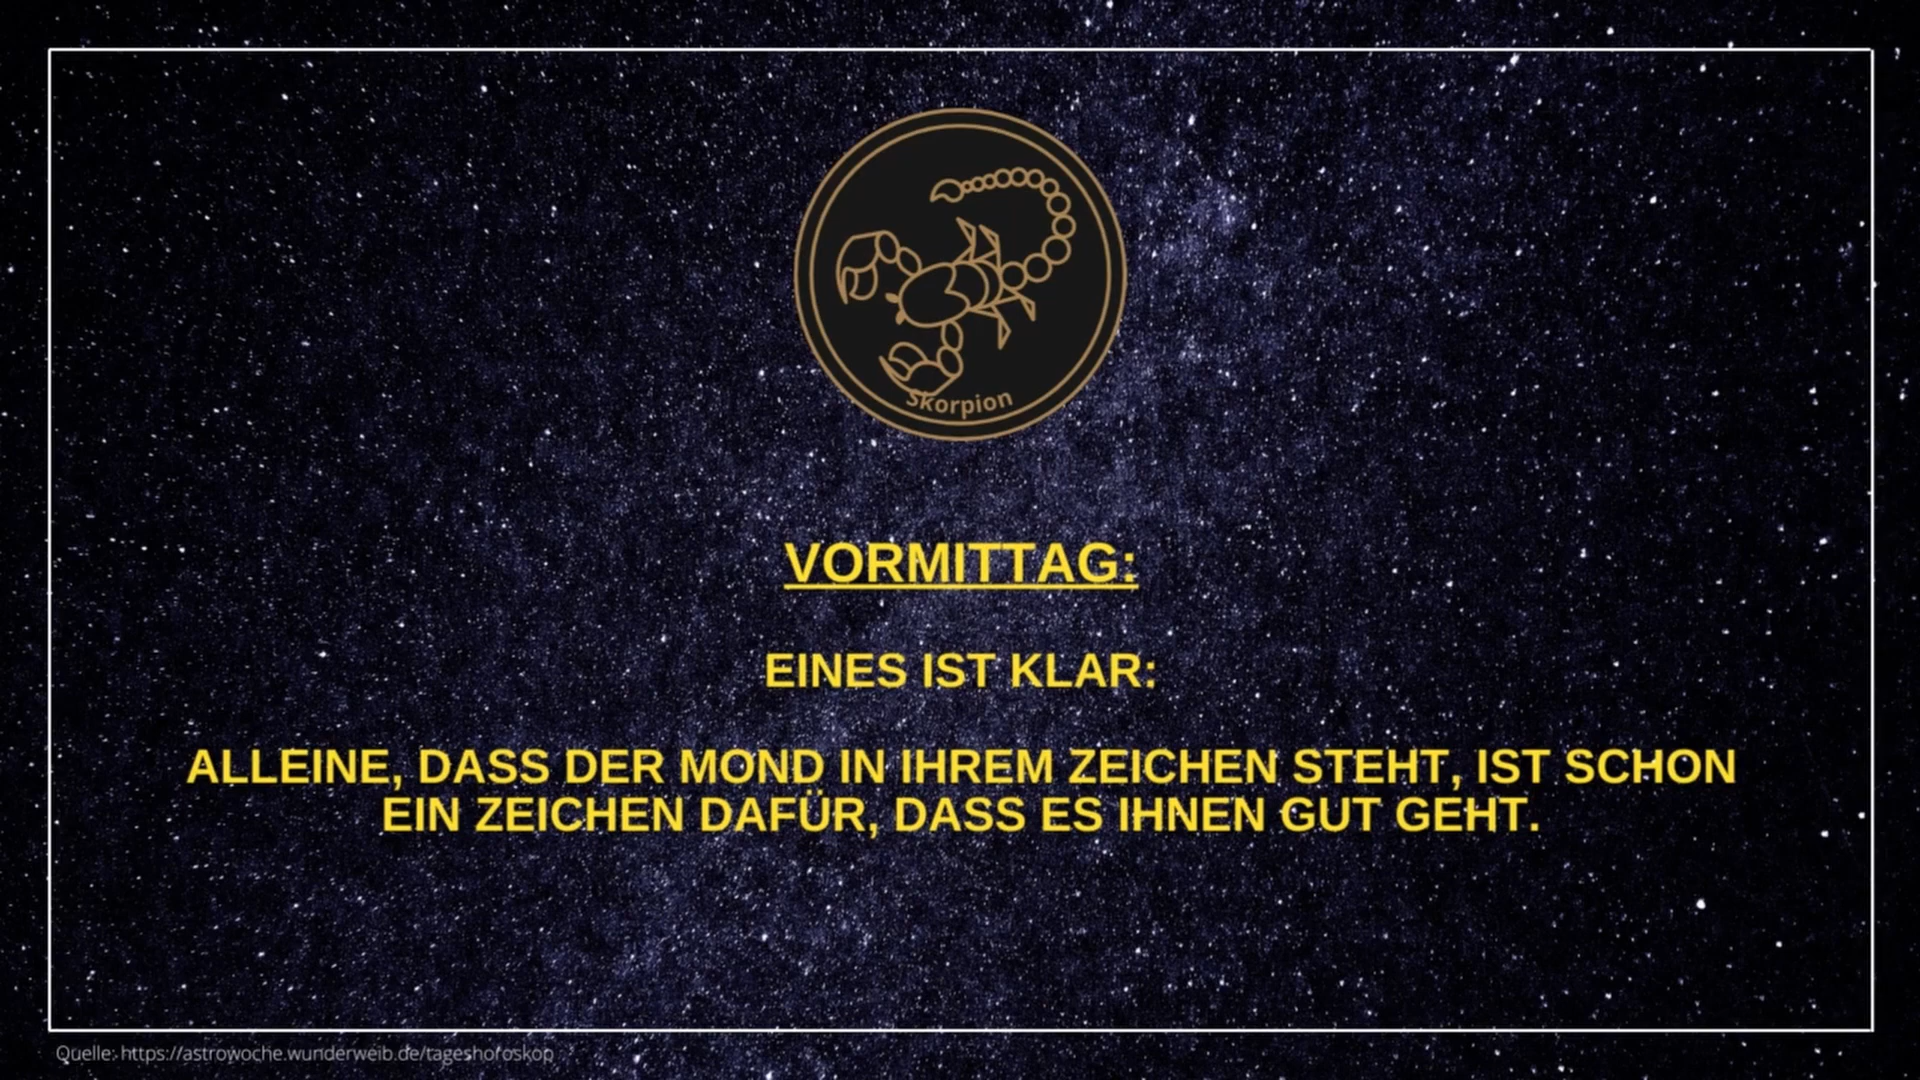 Skorpion
VORMITTAG:
EINES IST KLAR:
ALLEINE, DASS DER MOND IN IHREM ZEICHEN STEHT, IST SCHON
EIN ZEICHEN DAFÜR, DASS ES IHNEN GUT GEHT.
Quelle: https://astrowoche.wunderweib.de/tageshoroskop